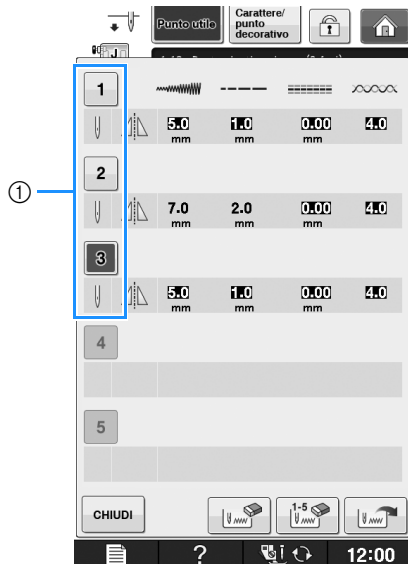 Punto utile
Carattere/
punto
decorativo
J
1
5.0 1.0 0.00 4.0
mm mm mm
2
7.0 2.0 0.00 4.0
mm mm mm
3
5.0 1.0 0.00 4.0
mm mm mm
4
5
CHIUDI
1-5
? 12:00
①